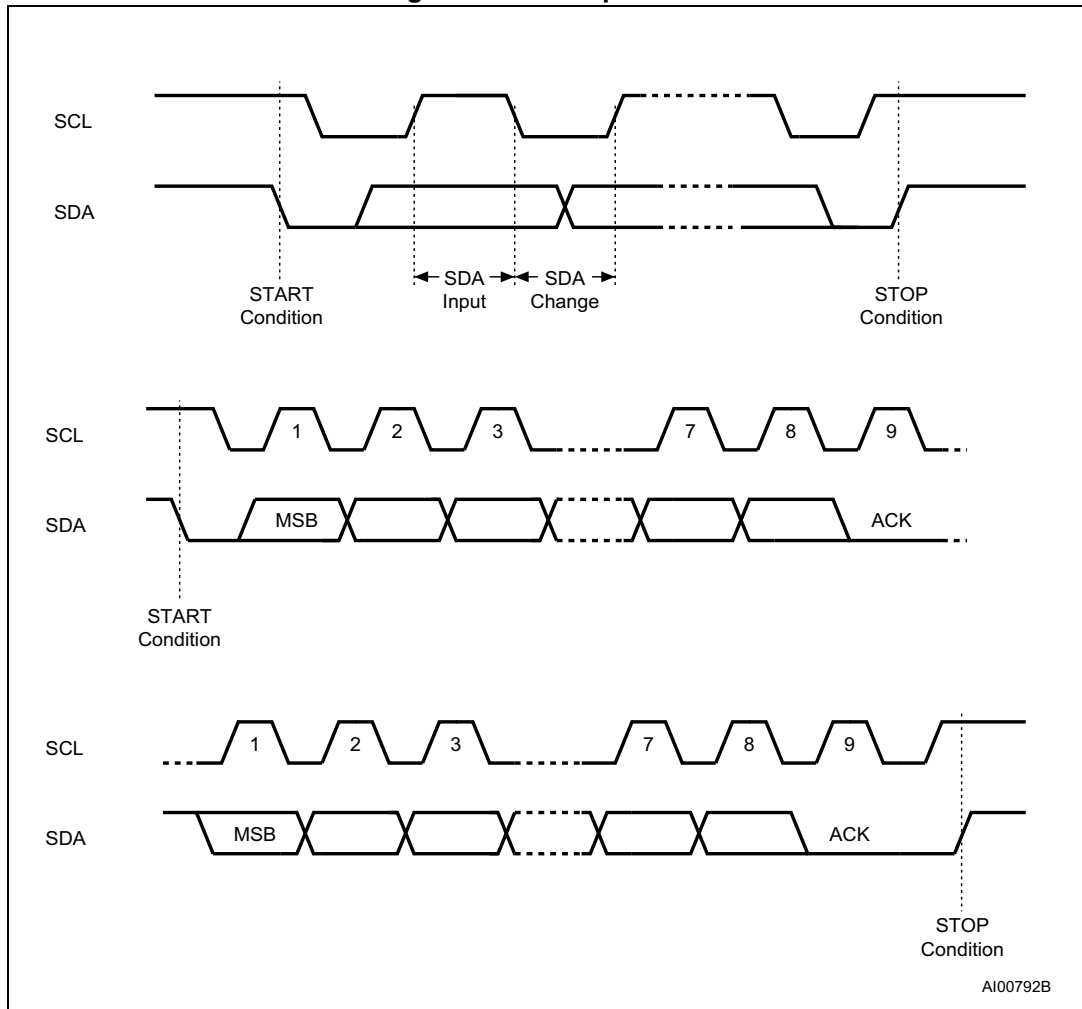 SCL
SDA
SDA
Input
SDA
Change
START
Condition
STOP
Condition
SCL
1 2 3 7 8 9
SDA
MSB
ACK
START
Condition
SCL
1 2 3 7 8 9
SDA
MSB
ACK
STOP
Condition
AI00792B